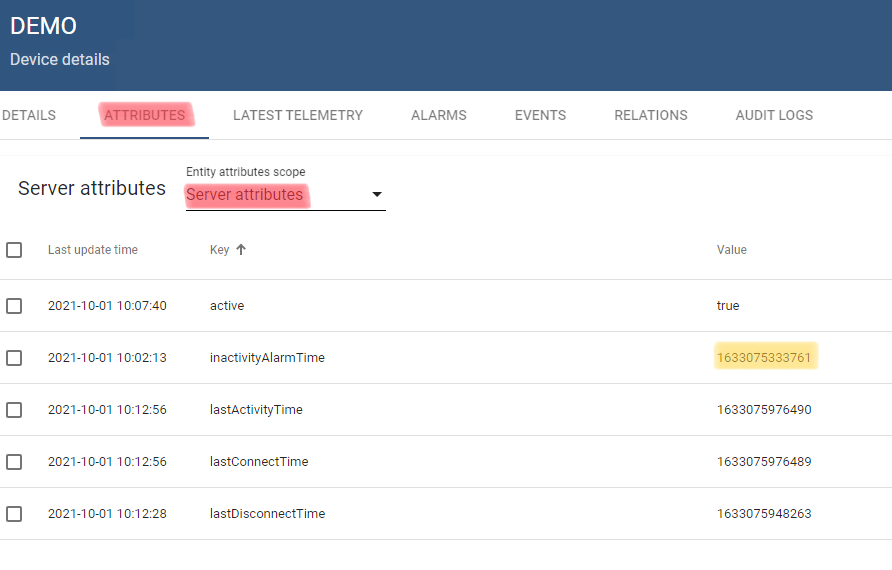 DEMO
Device details
DETAILS ATTRIBUTES LATEST TELEMETRY ALARMS EVENTS RELATIONS AUDIT LOGS
Entity attributes scope
Server attributes Server attributes
Last update time Key Value
2021-10-01 10:07:40 active true
2021-10-01 10:02:13 inactivityAlarmTime 1633075333761
2021-10-01 10:12:56 lastActivityTime 1633075976490
2021-10-01 10:12:56 lastConnectTime 1633075976489
2021-10-01 10:12:28 lastDisconnectTime 1633075948263